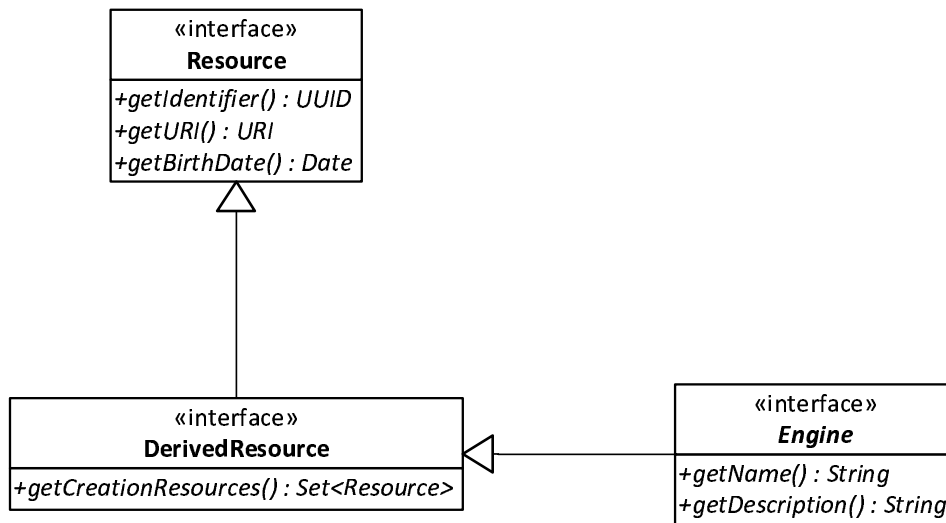 «interface»
Resource
+getIdentifier() : UUID
+getURI() : URI
+getBirthDate() : Date
«interface»
DerivedResource
+getCreationResources() : Set<Resource>
«interface»
Engine
+getName() : String
+getDescription() : String